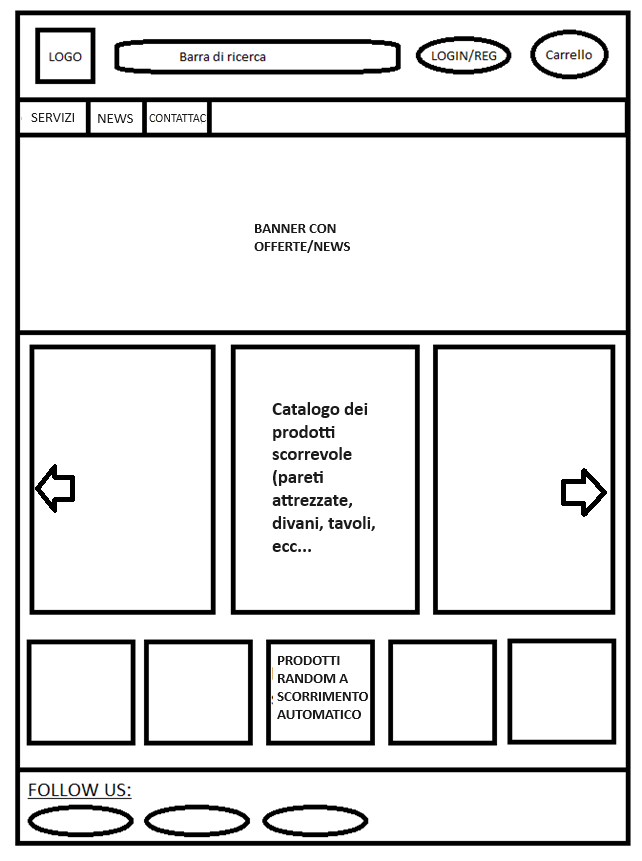 LOGO
Barra di ricerca
LOGIN/REG
Carrello
SERVIZI
NEWS
CONTATTAC
BANNER CON
OFFERTE/NEWS
Catalogo dei
prodotti
scorrevole
(pareti
attrezzate,
divani, tavoli,
ecc...
PRODOTTI
RANDOM A
SCORRIMENTO
AUTOMATICO
FOLLOW US: